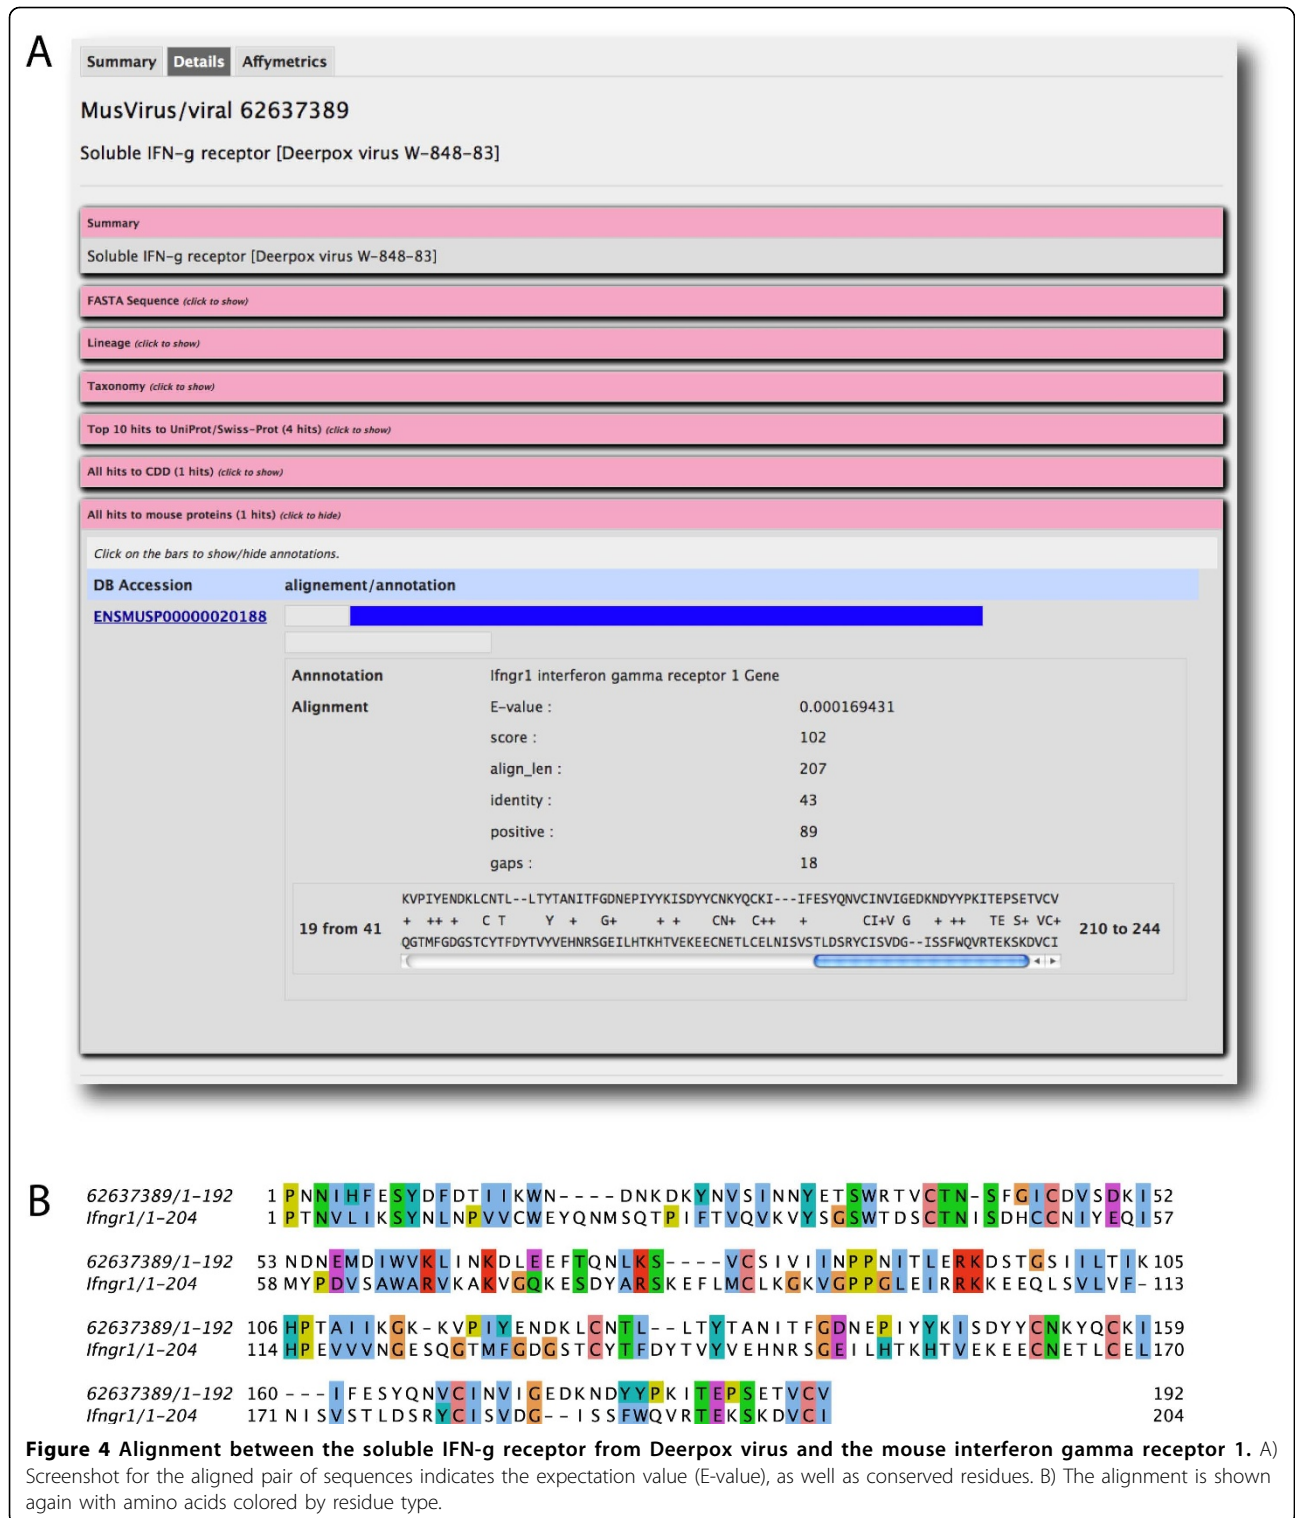 A
Summary Details Affymetrics
MusVirus/viral 62637389
Soluble IFN-g receptor [Deerpox virus W-848-83]
Summary
Soluble IFN-g receptor [Deerpox virus W-848-83]
FASTA Sequence (click to show)
Lineage (click to show)
Taxonomy (click to show)
Top 10 hits to UniProt/Swiss-Prot (4 hits) (click to show)
All hits to CDD (1 hits) (click to show)
All hits to mouse proteins (1 hits) (click to hide)
Click on the bars to show/hide annotations.
DB Accession alignement/annotation
ENSMUSP00000020188
Annnotation Ifngr1 interferon gamma receptor 1 Gene
Alignment E-value : 0.000169431
score : 102
align_len : 207
identity : 43
positive : 89
gaps : 18
KVPIYENDKLCNTL--LTYTANITFGDNEPIYYKISDYYCNKYQCKI---IFESYQNVCINVIGEDKNDYYPKITEPSETVCV
19 from 41 + ++ + C T Y + G+ + + CN+ C++ + CI+V G + ++ TE S+ VC+ 210 to 244
QGTMFGDGSTCYTFDYTVYVEHNRSGEILHTKHTVEKEECNETLCELNISVSTLDSRYCISVDG--ISSFWQVRTEKSKDVCI
B
62637389/1-192 1 PNNIHFESYDFDTIIKWN----DNKDKYNVSINNYETSWRTVCTN-SFGICDVSDKI 52
Ifngr1/1-204 1 PTNVLIKSYNLNPVVCWEYQNMSQTPIFTVQVKVYSGSWTDSCTNISDHCCNIYEQI 57
62637389/1-192 53 NDNEMDIWVKLINKDLEEFTQNLKS----VCSIVIINPPNITLERKDSTGSIILTIK 105
Ifngr1/1-204 58 MYPDVSAWARVKAKVGQKESDYARSKEFLMCLKGKVGPPGLEIRRKKEEQLSVLVF- 113
62637389/1-192 106 HPTAIIKGK-KVPIYENDKLCNTL--LTYTANITFGDNEPIYYKISDYYCNKYQCKI 159
Ifngr1/1-204 114 HPEVVVNGESQGTMFGDGSTCYTFDYTVYVEHNRSGEILHTKHTVEKEECNETLCEL 170
62637389/1-192 160 ---IFESYQNVCINVIGEDKNDYYPKITEPSETVCV 192
Ifngr1/1-204 171 NISVSTLDSRYCISVDG--ISSFWQVRTEKSKDVCI 204
Figure 4 Alignment between the soluble IFN-g receptor from Deerpox virus and the mouse interferon gamma receptor 1. A)
Screenshot for the aligned pair of sequences indicates the expectation value (E-value), as well as conserved residues. B) The alignment is shown
again with amino acids colored by residue type.